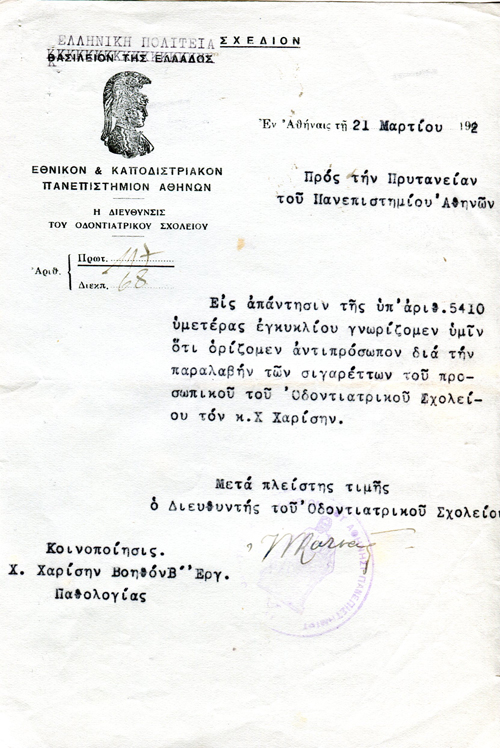 ΕΛΛΗΝΙΚΗ ΠΟΛΙΤΕΙΑ
ΣΧΕΔΙΟΝ
ΒΑΣΙΛΕΙΟΝ ΤΗΣ ΕΛΛΑΔΟΣ
Ἐν Ἀθήναις τῇ 21 Μαρτίου 192
ΕΘΝΙΚΟΝ & ΚΑΠΟΔΙΣΤΡΙΑΚΟΝ
ΠΑΝΕΠΙΣΤΗΜΙΟΝ ΑΘΗΝΩΝ
Η ΔΙΕΥΘΥΝΣΙΣ
ΤΟΥ ΟΔΟΝΤΙΑΤΡΙΚΟΥ ΣΧΟΛΕΙΟΥ
Πρός τήν Πρυτανείαν
τοῦ Πανεπιστημίου Ἀθηνῶν
Ἀριθ.
Πρωτ. 117
Διεκπ. 68
Εἰς ἀπάντησιν τῆς ὑπ'ἀριθ.5410
ὑμετέρας ἐγκυκλίου γνωρίζομεν ὑμῖν
ὅτι ὁρίζομεν ἀντιπρόσωπον διά τήν
παραλαβήν τῶν σιγαρέττων τοῦ προ-
σωπικοῦ τοῦ Ὀδοντιατρικοῦ Σχολεί-
ου τόν κ.Χ Χαρίσην.
Μετά πλείστης τιμῆς
ὁ Διευθυντής τοῦ Ὀδοντιατρικοῦ Σχολείου
Κοινοποίησις.
Χ. Χαρίσην Βοηθόν Β'' Ἐργ.
Παθολογίας